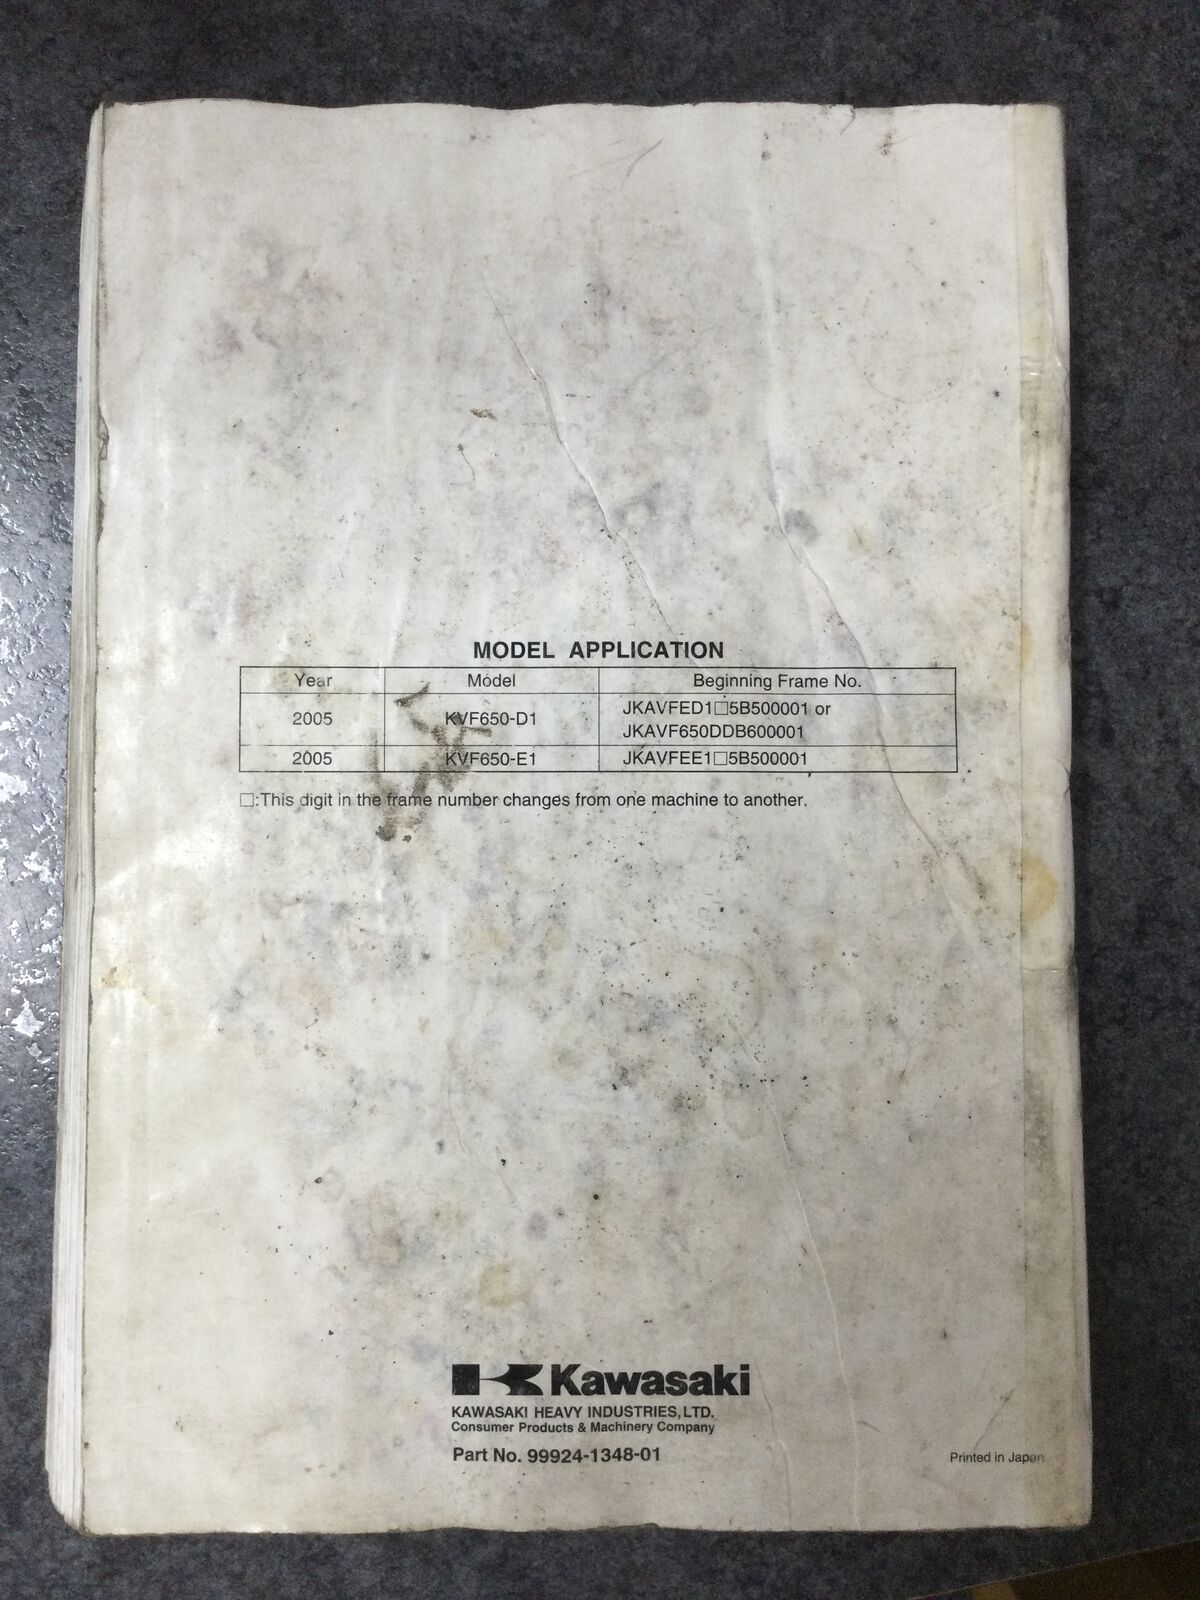 MODEL APPLICATION
Year Model Beginning Frame No.
2005 KVF650-D1 JKAVFED1□5B500001 or
JKAVF650DDB600001
2005 KVF650-E1 JKAVFEE1□5B500001
□:This digit in the frame number changes from one machine to another.
Kawasaki
KAWASAKI HEAVY INDUSTRIES,LTD.
Consumer Products & Machinery Company
Part No. 99924-1348-01
Printed in Japan